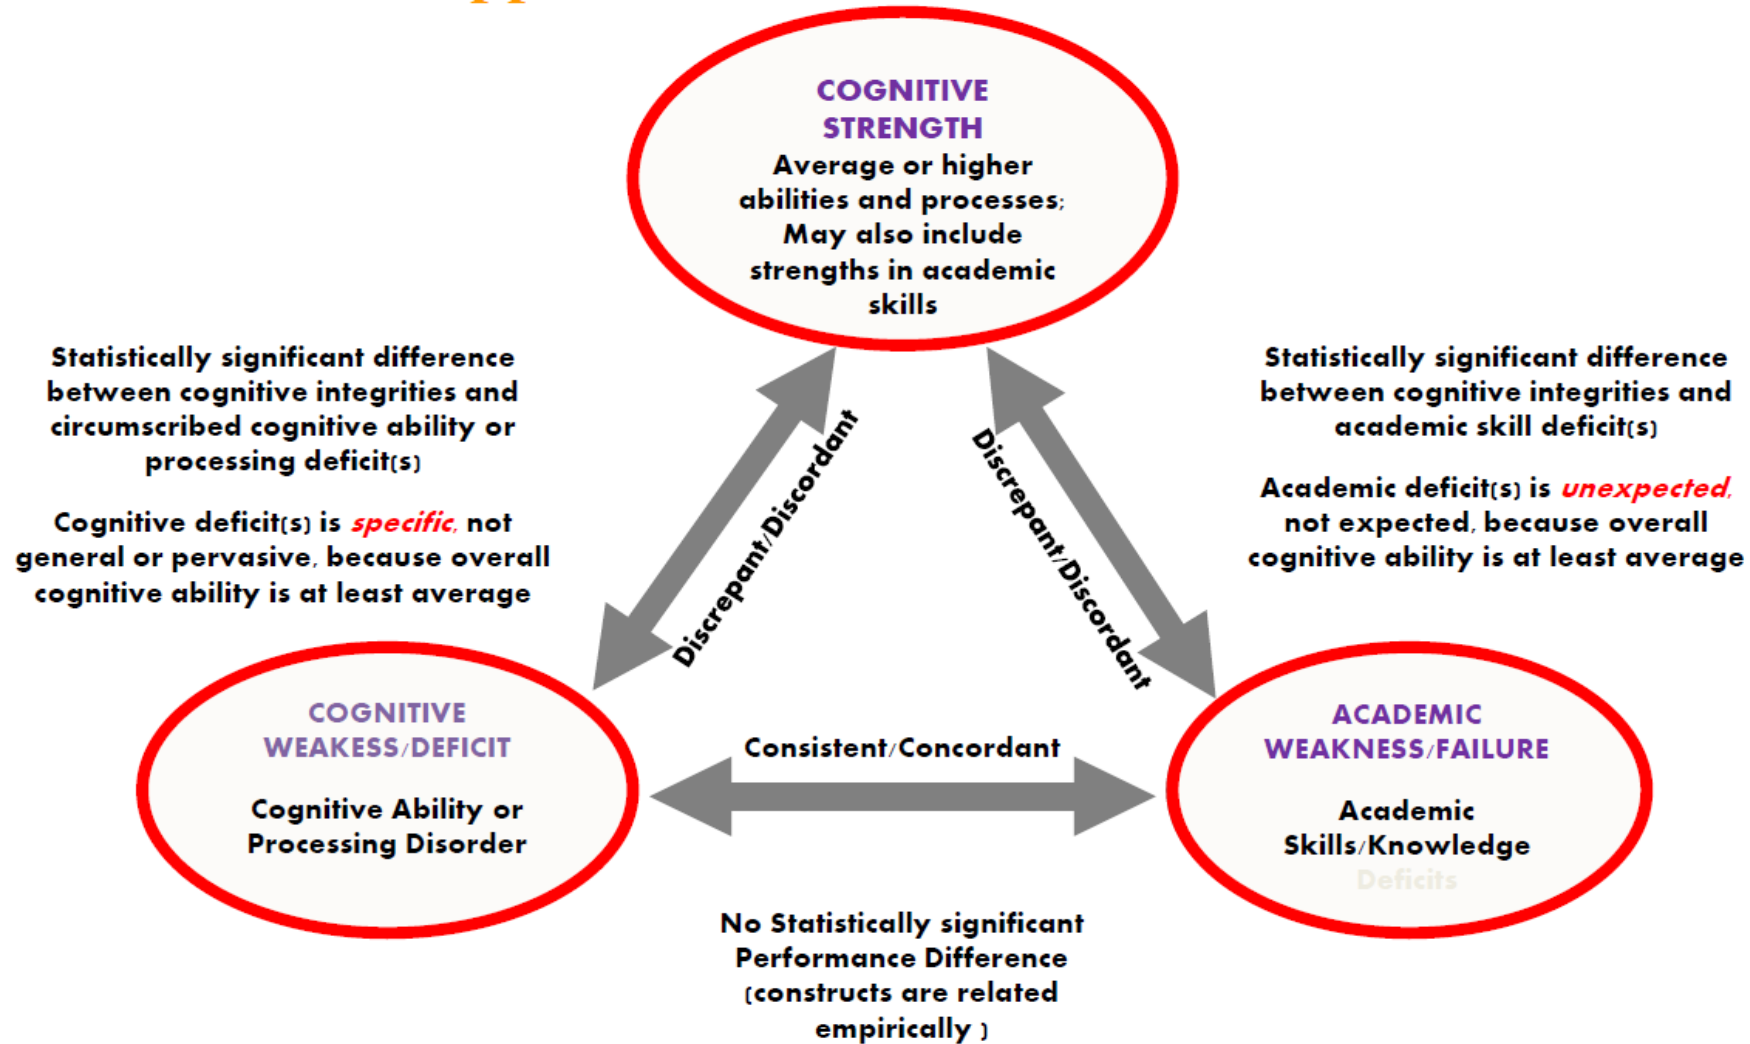 COGNITIVE
STRENGTH
Average or higher
abilities and processes;
May also include
strengths in academic
skills
Statistically significant difference
between cognitive integrities and
circumscribed cognitive ability or
processing deficit(s)
Cognitive deficit(s) is specific, not
general or pervasive, because overall
cognitive ability is at least average
Discrepant/Discordant
Discrepant/Discordant
Statistically significant difference
between cognitive integrities and
academic skill deficit(s)
Academic deficit(s) is unexpected,
not expected, because overall
cognitive ability is at least average
COGNITIVE
WEAKESS/DEFICIT
Cognitive Ability or
Processing Disorder
Consistent/Concordant
ACADEMIC
WEAKNESS/FAILURE
Academic
Skills/Knowledge
Deficits
No Statistically significant
Performance Difference
(constructs are related
empirically )